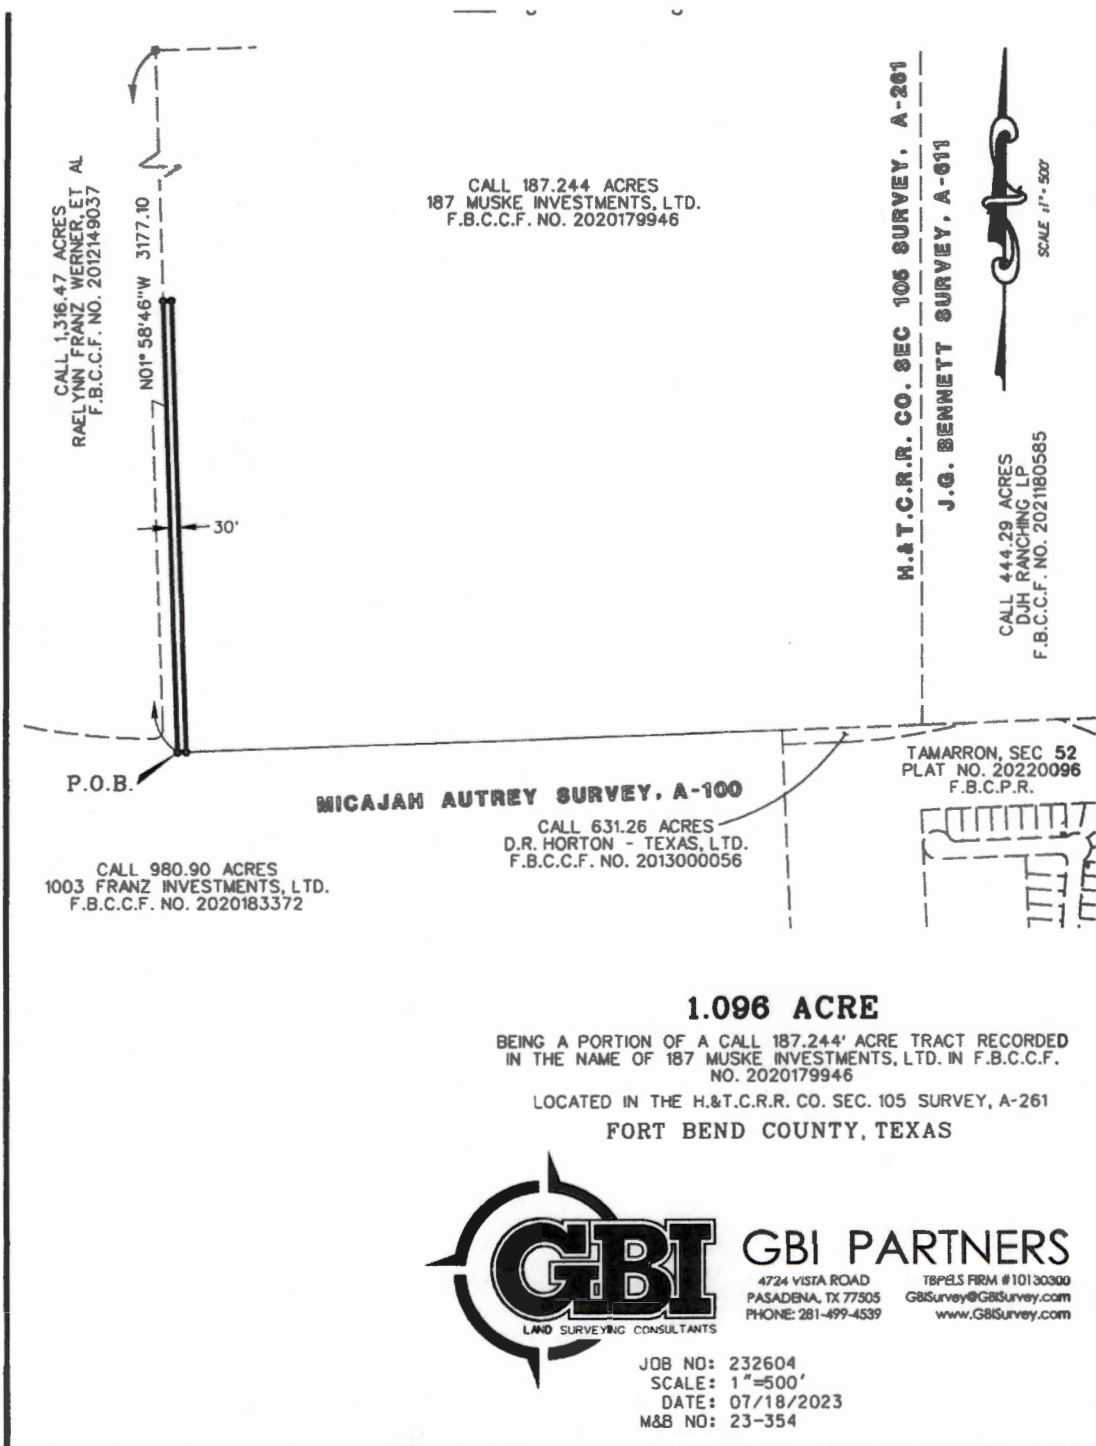 CALL 1,316.47 ACRES
RAELYNN FRANZ WERNER, ET AL
F.B.C.C.F. NO. 2012149037
N01° 58'46"W 3177.10
CALL 187.244 ACRES
187 MUSKE INVESTMENTS, LTD.
F.B.C.C.F. NO. 2020179946
H.&T.C.R.R. CO. SEC 105 SURVEY, A-261
J.G. BENNETT SURVEY, A-611
SCALE :1"= 500'
CALL 444.29 ACRES
DJH RANCHING LP
F.B.C.C.F. NO. 2021180585
30'
P.O.B.
MICAJAH AUTREY SURVEY, A-100
TAMARRON, SEC 52
PLAT NO. 20220096
F.B.C.P.R.
CALL 631.26 ACRES
D.R. HORTON - TEXAS, LTD.
F.B.C.C.F. NO. 2013000056
CALL 980.90 ACRES
1003 FRANZ INVESTMENTS, LTD.
F.B.C.C.F. NO. 2020183372
1.096 ACRE
BEING A PORTION OF A CALL 187.244' ACRE TRACT RECORDED
IN THE NAME OF 187 MUSKE INVESTMENTS, LTD. IN F.B.C.C.F.
NO. 2020179946
LOCATED IN THE H.&T.C.R.R. CO. SEC. 105 SURVEY, A-261
FORT BEND COUNTY, TEXAS
GBI
LAND SURVEYING CONSULTANTS
GBI PARTNERS
4724 VISTA ROAD
PASADENA, TX 77505
PHONE: 281-499-4539
TBPELS FIRM #10130300
GBISurvey@GBISurvey.com
www.GBISurvey.com
JOB NO: 232604
SCALE: 1"=500'
DATE: 07/18/2023
M&B NO: 23-354